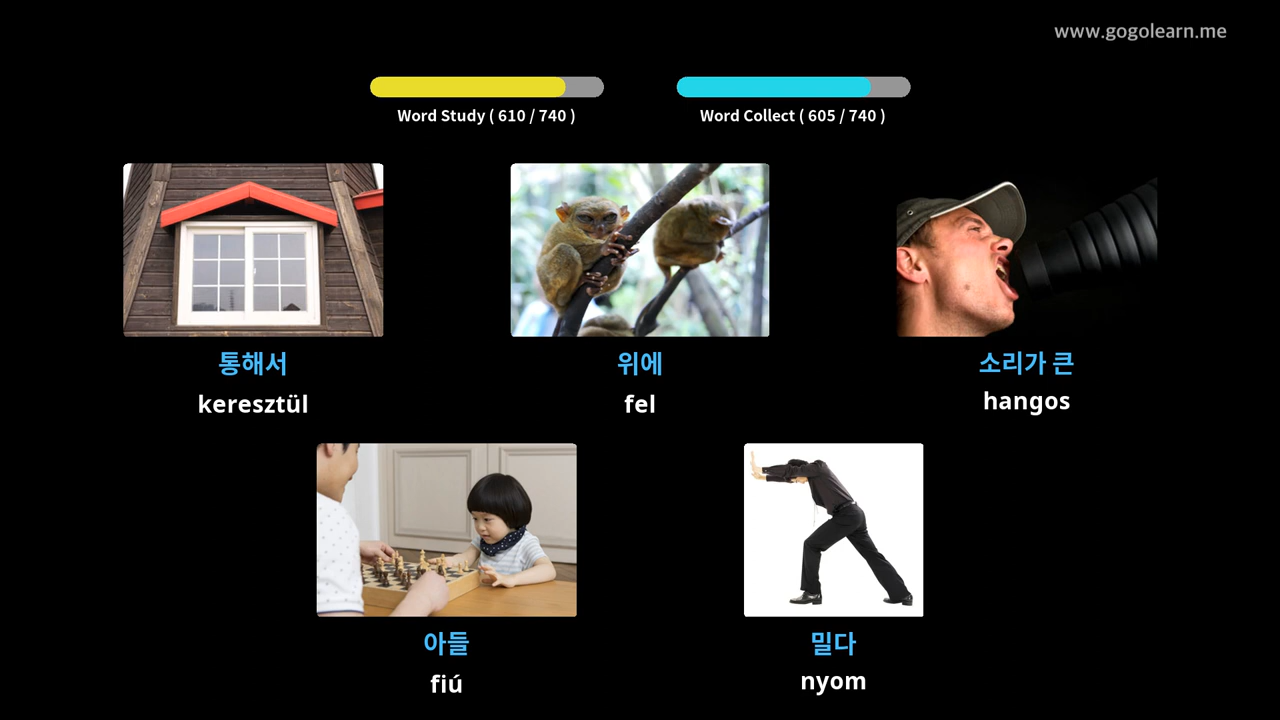 www.gogolearn.me
Word Study ( 610 / 740 )
Word Collect ( 605 / 740 )
통해서
위에
소리가 큰
keresztül
fel
hangos
아들
밀다
fiú
nyom